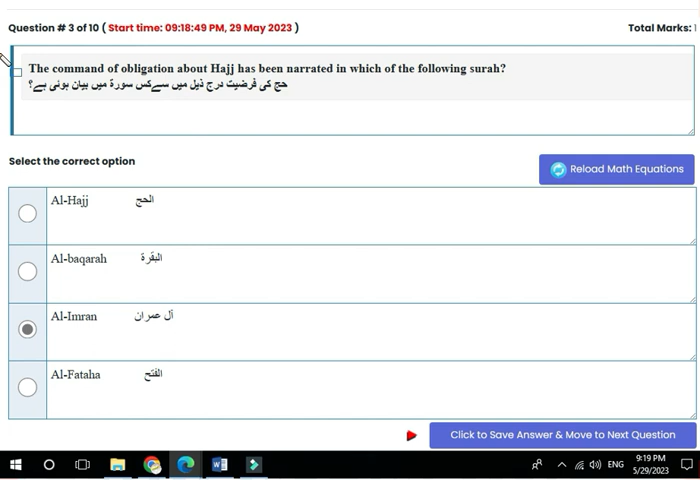 Question # 3 of 10 ( Start time: 09:18:49 PM, 29 May 2023 )
Total Marks: 1
The command of obligation about Hajj has been narrated in which of the following surah?
حج کی فرضیت درج ذیل میں سےکس سورۃ میں بیان ہوئی ہے؟
Select the correct option
Reload Math Equations
Al-Hajj الحج
Al-baqarah البقرة
Al-Imran آل عمران
Al-Fataha الفتح
Click to Save Answer & Move to Next Question
ENG
9:19 PM
5/29/2023